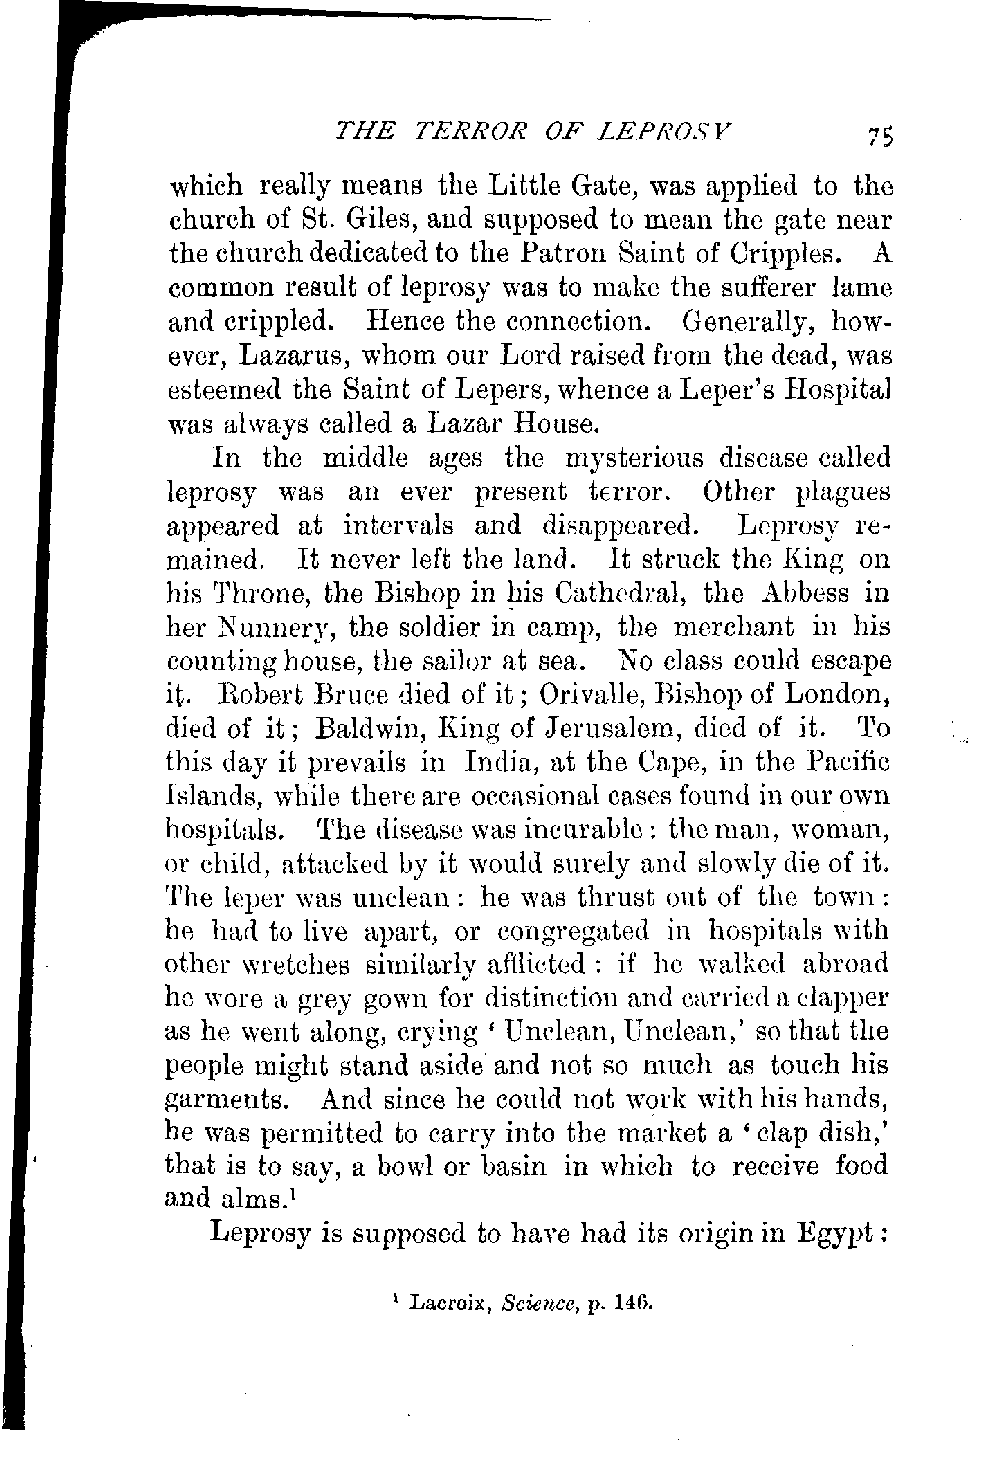 THE TERROR OF LEPROSY 75
which really means the Little Gate, was applied to the
church of St. Giles, and supposed to mean the gate near
the church dedicated to the Patron Saint of Cripples. A
common result of leprosy was to make the sufferer lame
and crippled. Hence the connection. Generally, how-
ever, Lazarus, whom our Lord raised from the dead, was
esteemed the Saint of Lepers, whence a Leper's Hospital
was always called a Lazar House.
In the middle ages the mysterious disease called
leprosy was an ever present terror. Other plagues
appeared at intervals and disappeared. Leprosy re-
mained. It never left the land. It struck the King on
his Throne, the Bishop in his Cathedral, the Abbess in
her Nunnery, the soldier in camp, the merchant in his
counting house, the sailor at sea. No class could escape
it. Robert Bruce died of it; Orivalle, Bishop of London,
died of it; Baldwin, King of Jerusalem, died of it. To
this day it prevails in India, at the Cape, in the Pacific
Islands, while there are occasional cases found in our own
hospitals. The disease was incurable: the man, woman,
or child, attacked by it would surely and slowly die of it.
The leper was unclean: he was thrust out of the town:
he had to live apart, or congregated in hospitals with
other wretches similarly afflicted: if he walked abroad
he wore a grey gown for distinction and carried a clapper
as he went along, crying 'Unclean, Unclean,' so that the
people might stand aside and not so much as touch his
garments. And since he could not work with his hands,
he was permitted to carry into the market a 'clap dish,'
that is to say, a bowl or basin in which to receive food
and alms.¹
Leprosy is supposed to have had its origin in Egypt:
¹ Lacroix, Science, p. 146.